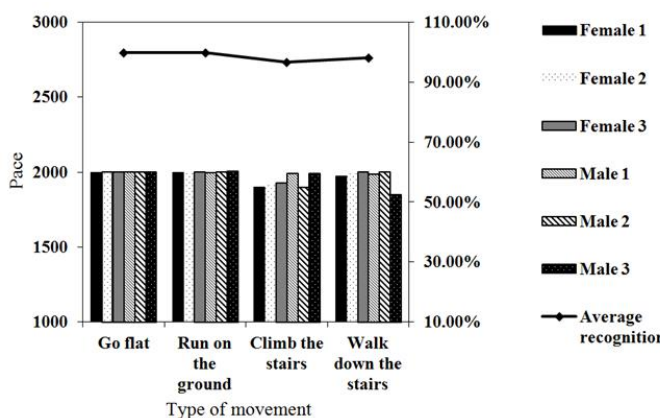 3000
2500
2000
1500
1000
Pace
110.00%
90.00%
70.00%
50.00%
30.00%
10.00%
Go flat
Run on
the
ground
Climb the
stairs
Walk
down the
stairs
Type of movement
Female 1
Female 2
Female 3
Male 1
Male 2
Male 3
Average
recognition